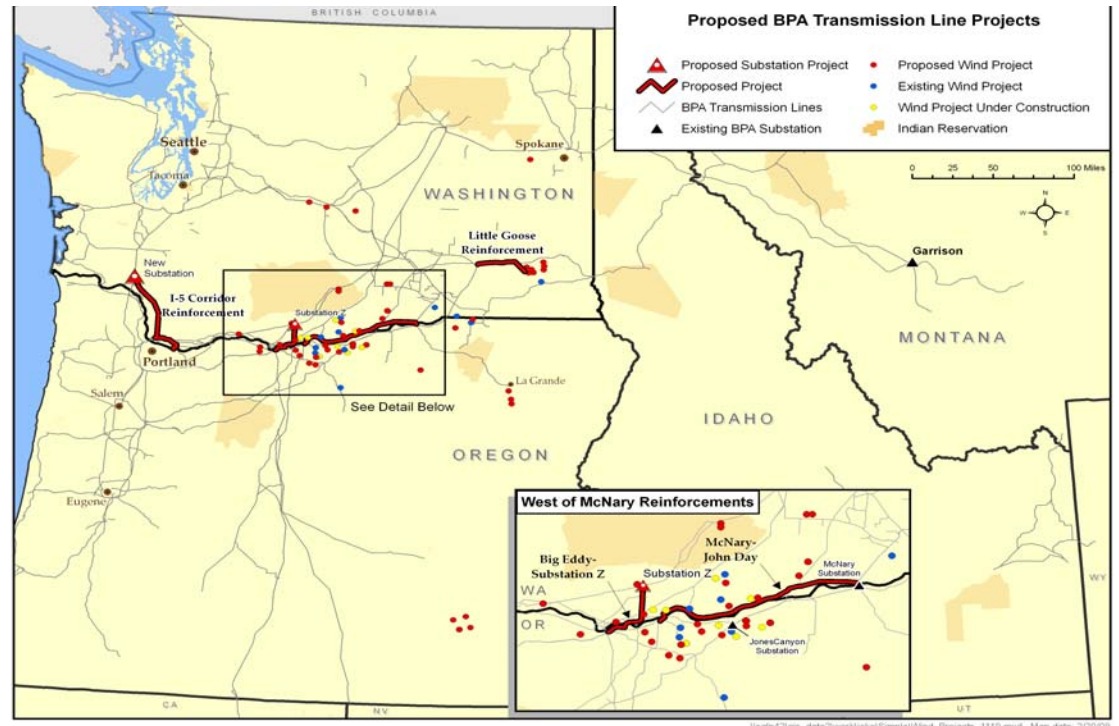 BRITISH COLUMBIA
Proposed BPA Transmission Line Projects
Proposed Substation Project
Proposed Project
BPA Transmission Lines
Existing BPA Substation
Proposed Wind Project
Existing Wind Project
Wind Project Under Construction
Indian Reservation
0 25 50 100 Miles
N
W E
S
Seattle
Tacoma
Spokane
WASHINGTON
Little Goose
Reinforcement
Garrison
New
Substation
I-5 Corridor
Reinforcement
Substation Z
MONTANA
Portland
La Grande
Salem
See Detail Below
IDAHO
OREGON
Eugene
West of McNary Reinforcements
McNary-
John Day
Big Eddy-
Substation Z
Substation Z
McNary
Substation
WA
OR
JonesCanyon
Substation
WY
CA
NV
UT